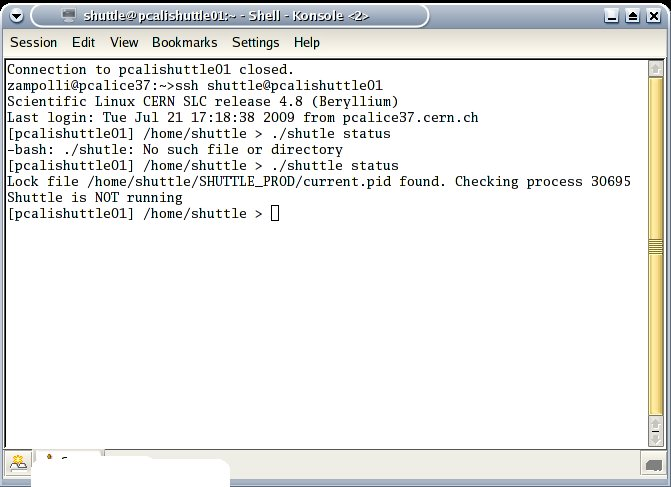 shuttle@pcalishuttle01:~ - Shell - Konsole <2>
Session Edit View Bookmarks Settings Help
Connection to pcalishuttle01 closed.
zampolli@pcalice37:~>ssh shuttle@pcalishuttle01
Scientific Linux CERN SLC release 4.8 (Beryllium)
Last login: Tue Jul 21 17:18:38 2009 from pcalice37.cern.ch
[pcalishuttle01] /home/shuttle > ./shutle status
-bash: ./shutle: No such file or directory
[pcalishuttle01] /home/shuttle > ./shuttle status
Lock file /home/shuttle/SHUTTLE_PROD/current.pid found. Checking process 30695
Shuttle is NOT running
[pcalishuttle01] /home/shuttle >